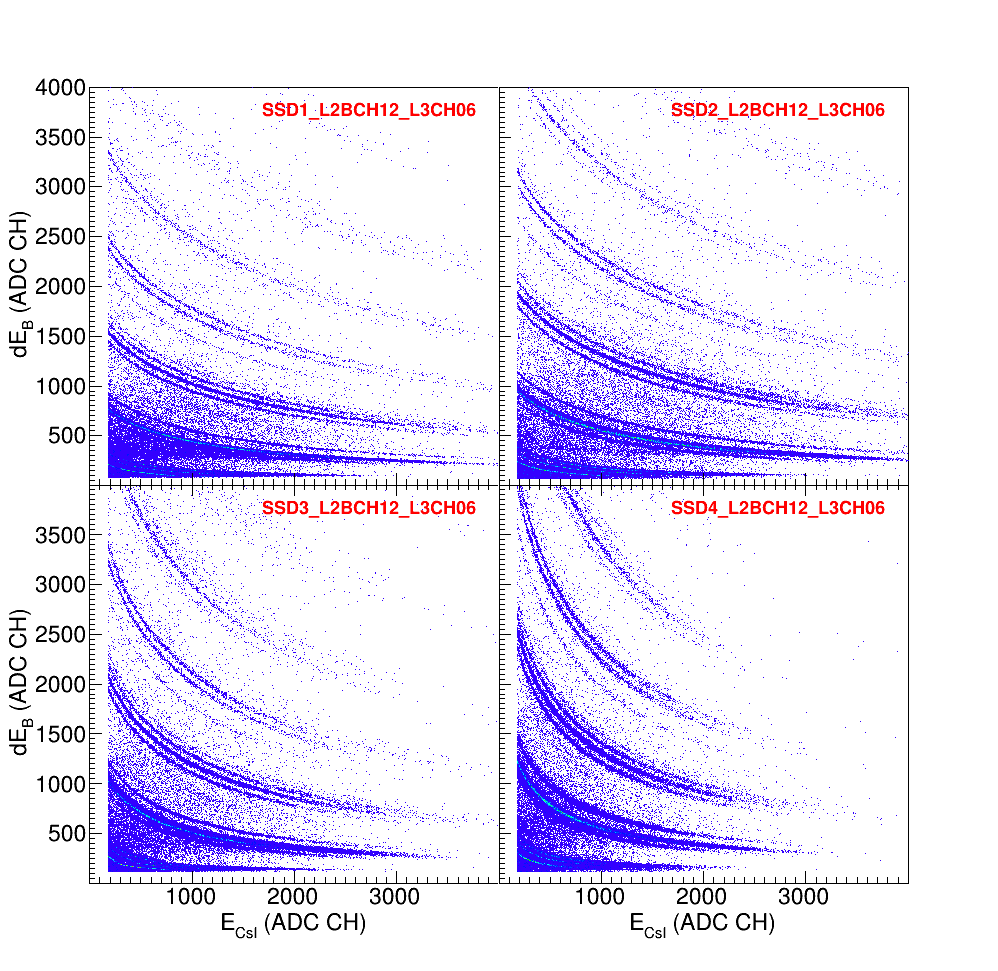 4000
SSD1_L2BCH12_L3CH06
SSD2_L2BCH12_L3CH06
3500
3000
2500
2000
1500
1000
500
dE_B (ADC CH)
SSD3_L2BCH12_L3CH06
SSD4_L2BCH12_L3CH06
3500
3000
2500
2000
1500
1000
500
dE_B (ADC CH)
1000 2000 3000
1000 2000 3000
E_CsI (ADC CH)
E_CsI (ADC CH)